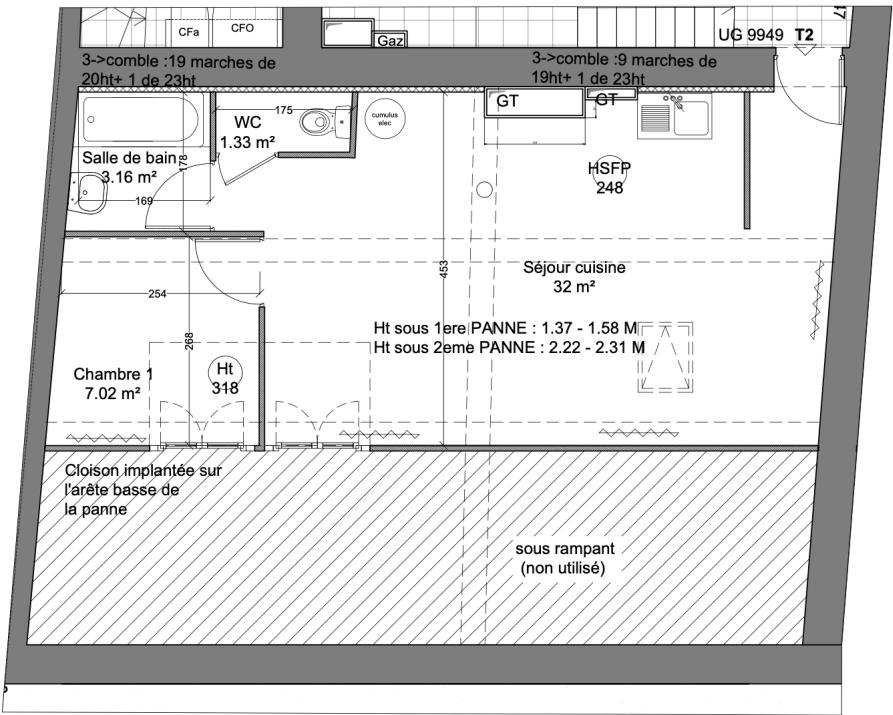 CFa
CFO
Gaz
UG 9949 T2
17
3->comble :19 marches de
20ht+ 1 de 23ht
3->comble :9 marches de
19ht+ 1 de 23ht
GT
GT
175
WC
1.33 m²
cumulus
elec
Salle de bain
3.16 m²
178
169
HSFP
248
453
254
268
Séjour cuisine
32 m²
Ht sous 1ere PANNE : 1.37 - 1.58 M
Ht sous 2eme PANNE : 2.22 - 2.31 M
Chambre 1
7.02 m²
Ht
318
Cloison implantée sur
l'arête basse de
la panne
sous rampant
(non utilisé)